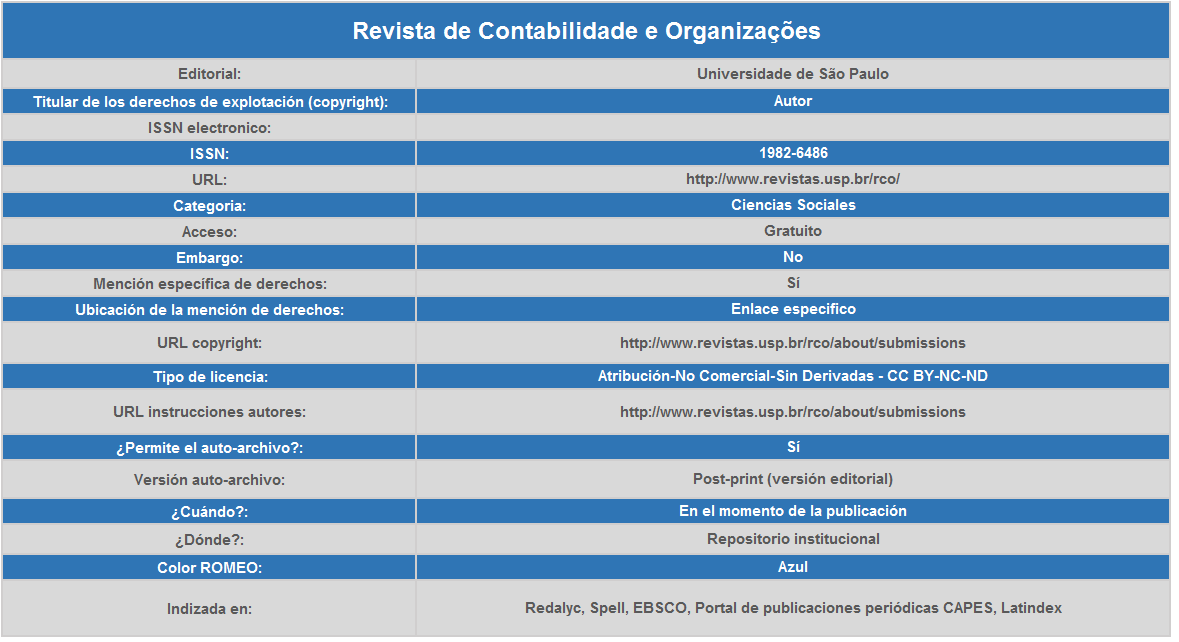 Revista de Contabilidade e Organizações
Editorial: Universidade de São Paulo
Titular de los derechos de explotación (copyright): Autor
ISSN electronico:
ISSN: 1982-6486
URL: http://www.revistas.usp.br/rco/
Categoria: Ciencias Sociales
Acceso: Gratuito
Embargo: No
Mención específica de derechos: Sí
Ubicación de la mención de derechos: Enlace especifico
URL copyright: http://www.revistas.usp.br/rco/about/submissions
Tipo de licencia: Atribución-No Comercial-Sin Derivadas - CC BY-NC-ND
URL instrucciones autores: http://www.revistas.usp.br/rco/about/submissions
¿Permite el auto-archivo?: Sí
Versión auto-archivo: Post-print (versión editorial)
¿Cuándo?: En el momento de la publicación
¿Dónde?: Repositorio institucional
Color ROMEO: Azul
Indizada en: Redalyc, Spell, EBSCO, Portal de publicaciones periódicas CAPES, Latindex